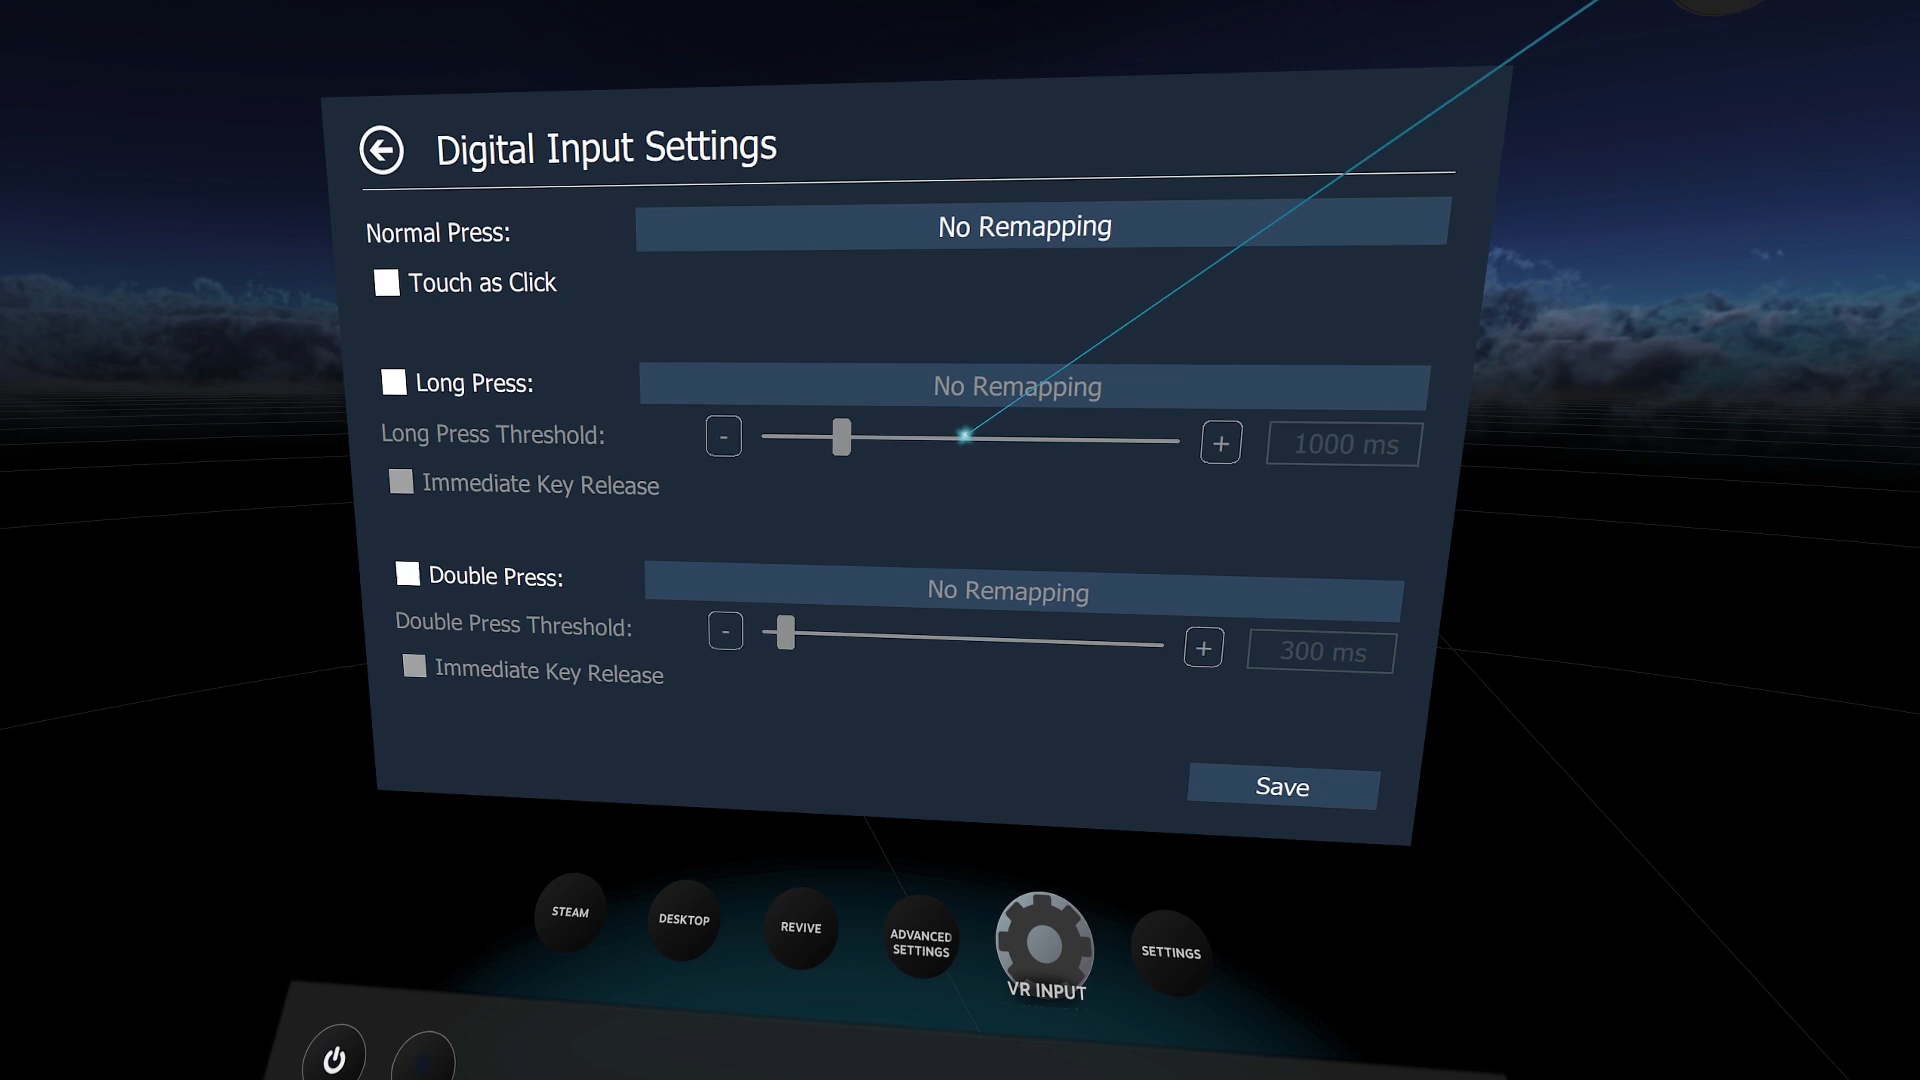 Digital Input Settings
Normal Press:
No Remapping
Touch as Click
Long Press:
No Remapping
Long Press Threshold:
-
+
1000 ms
Immediate Key Release
Double Press:
No Remapping
Double Press Threshold:
-
+
300 ms
Immediate Key Release
Save
STEAM
DESKTOP
REVIVE
ADVANCED
SETTINGS
VR INPUT
SETTINGS